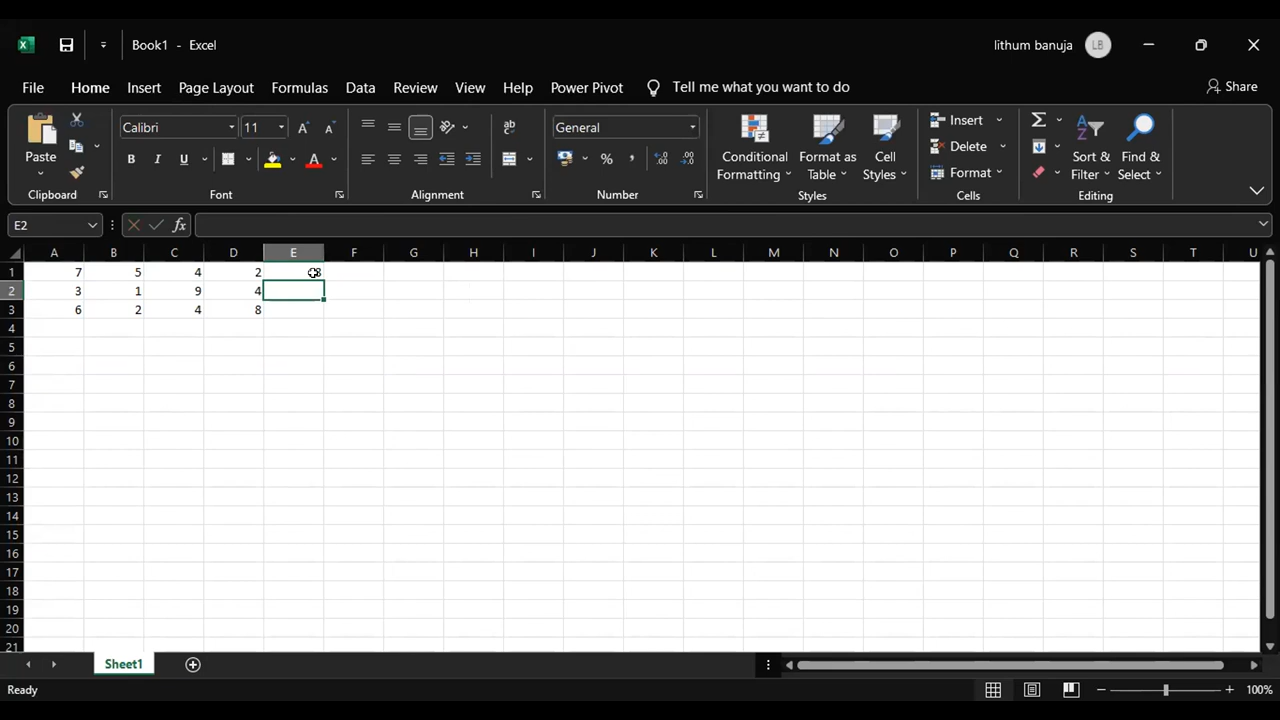 Book1 - Excel
lithum banuja LB
File Home Insert Page Layout Formulas Data Review View Help Power Pivot Tell me what you want to do Share
Calibri 11 General Insert
Paste B I U A % Conditional Formatting Format as Table Cell Styles Delete Sort & Filter Find & Select
Format
Clipboard Font Alignment Number Styles Cells Editing
E2 fx
A B C D E F G H I J K L M N O P Q R S T U
1 7 5 4 2
2 3 1 9 4
3 6 2 4 8
4
5
6
7
8
9
10
11
12
13
14
15
16
17
18
19
20
21
Sheet1
Ready 100%